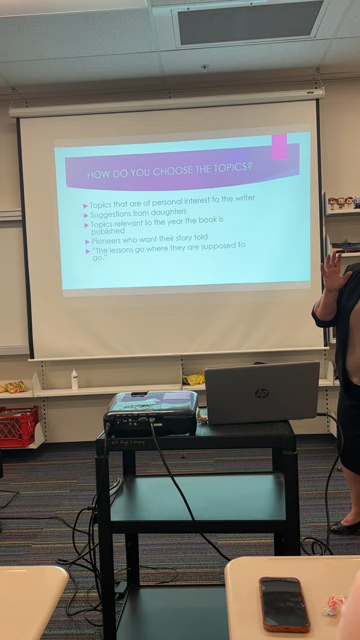 HOW DO YOU CHOOSE THE TOPICS?
Topics that are of personal interest to the writer
Suggestions from daughters
Topics relevant to the year the book is
published
Pioneers who want their story told
"The lessons go where they are supposed to
go."
hp